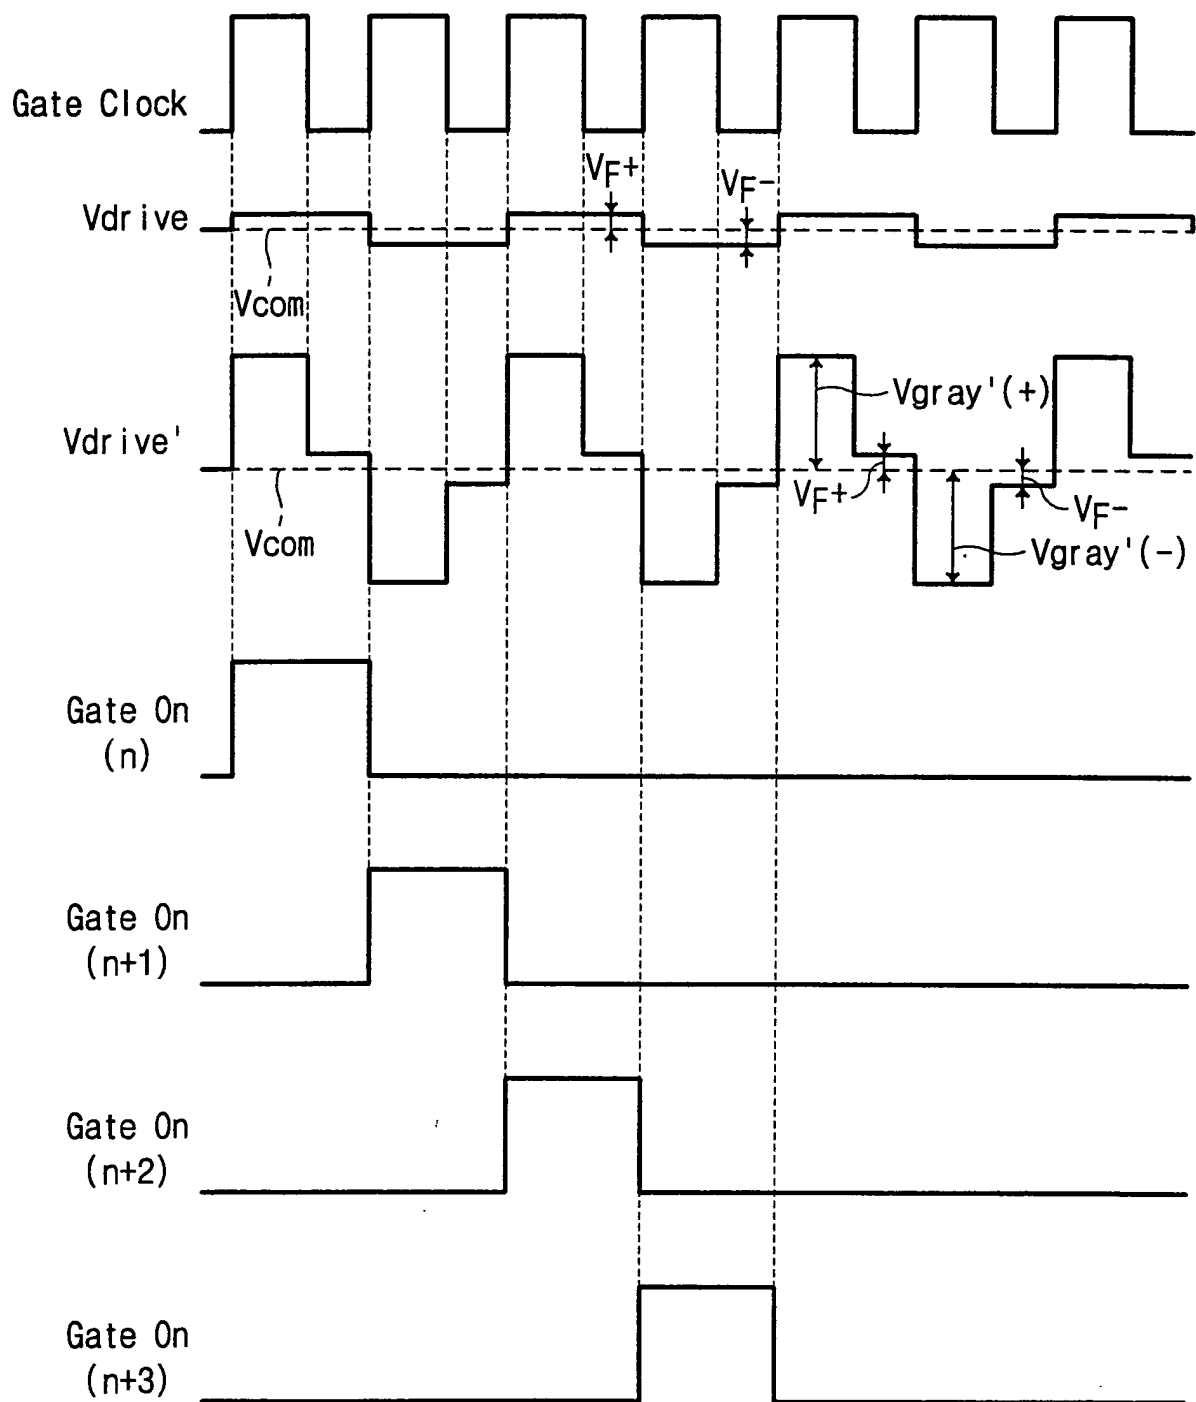 Gate Clock
VF+
VF-
Vdrive
Vcom
Vgray'(+)
Vdrive'
VF+
VF-
Vcom
Vgray'(-)
Gate On
(n)
Gate On
(n+1)
Gate On
(n+2)
Gate On
(n+3)